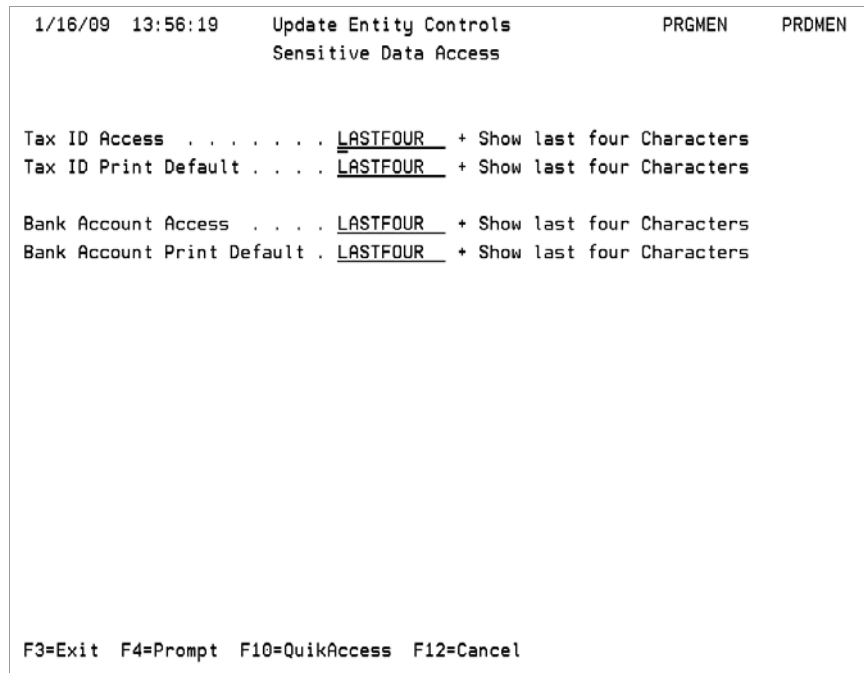 1/16/09 13:56:19 Update Entity Controls PRGMEN PRDMEN
Sensitive Data Access
Tax ID Access . . . . . . . LASTFOUR + Show last four Characters
Tax ID Print Default . . . . LASTFOUR + Show last four Characters
Bank Account Access . . . . LASTFOUR + Show last four Characters
Bank Account Print Default . LASTFOUR + Show last four Characters
F3=Exit F4=Prompt F10=QuikAccess F12=Cancel